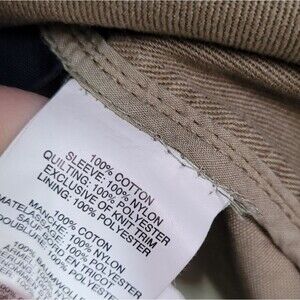 100% COTTON
SLEEVE: 100% NYLON
QUILTING: 100% POLYESTER
EXCLUSIVE OF KNIT TRIM
LINING: 100% POLYESTER
100% COTON
MANCHE: 100% NYLON
MATELASSAGE: 100% POLYESTER
SAUF BORD EN TRICOT
DOUBLURE: 100% POLYESTER